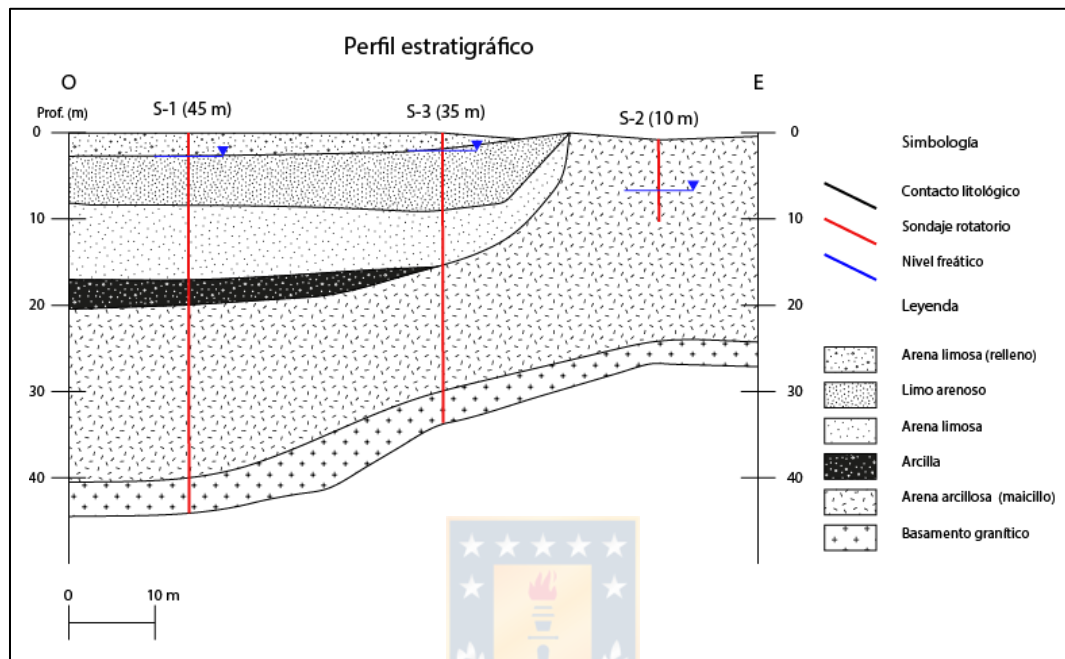 Perfil estratigráfico
O
E
Prof. (m)
S-1 (45 m)
S-3 (35 m)
S-2 (10 m)
0
10
20
30
40
0
10
20
30
40
Simbología
Contacto litológico
Sondaje rotatorio
Nivel freático
Leyenda
Arena limosa (relleno)
Limo arenoso
Arena limosa
Arcilla
Arena arcillosa (maicillo)
Basamento granítico
0
10 m